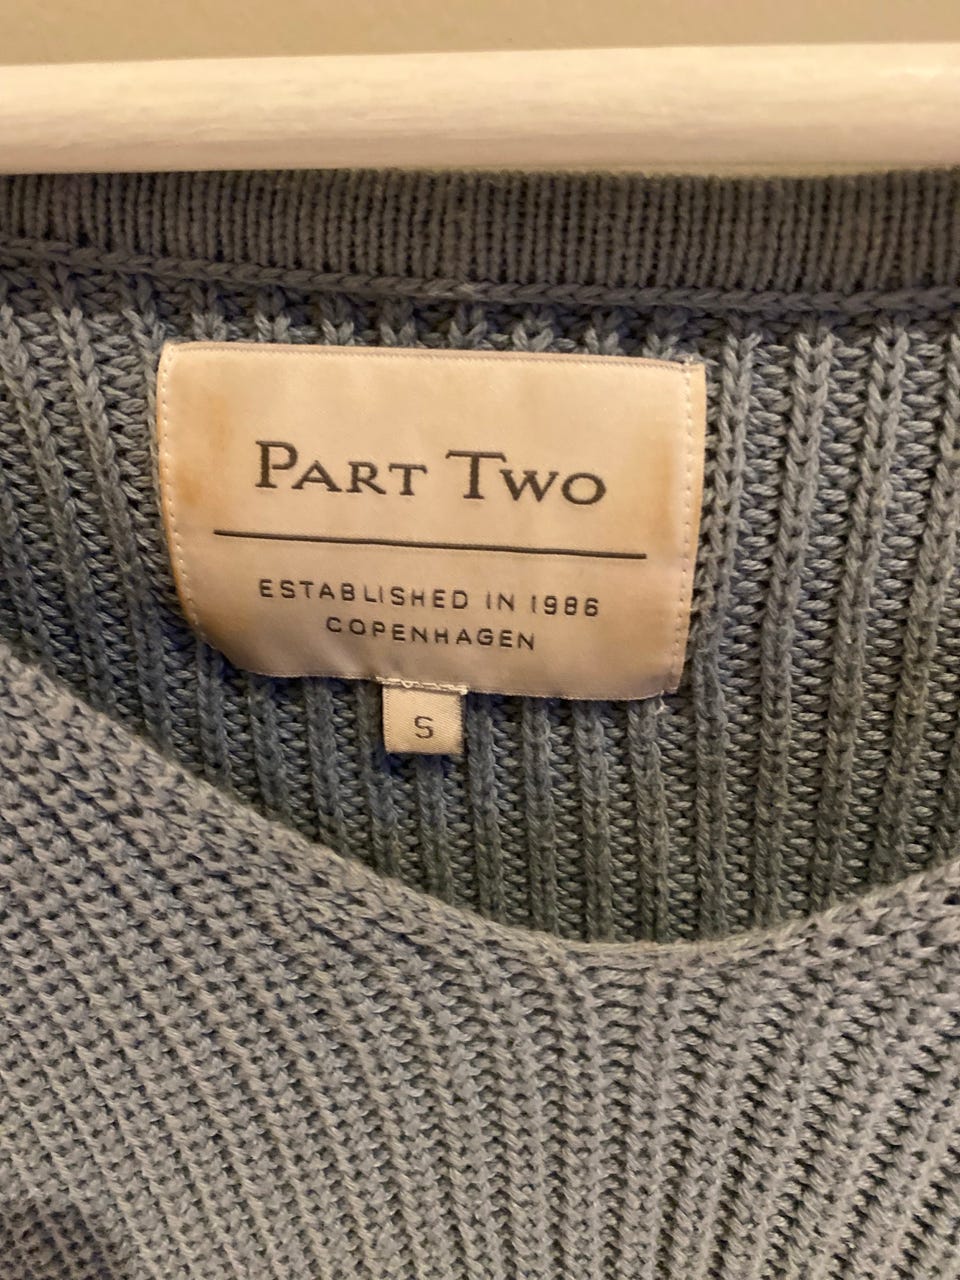 PART TWO
ESTABLISHED IN 1986
COPENHAGEN
S